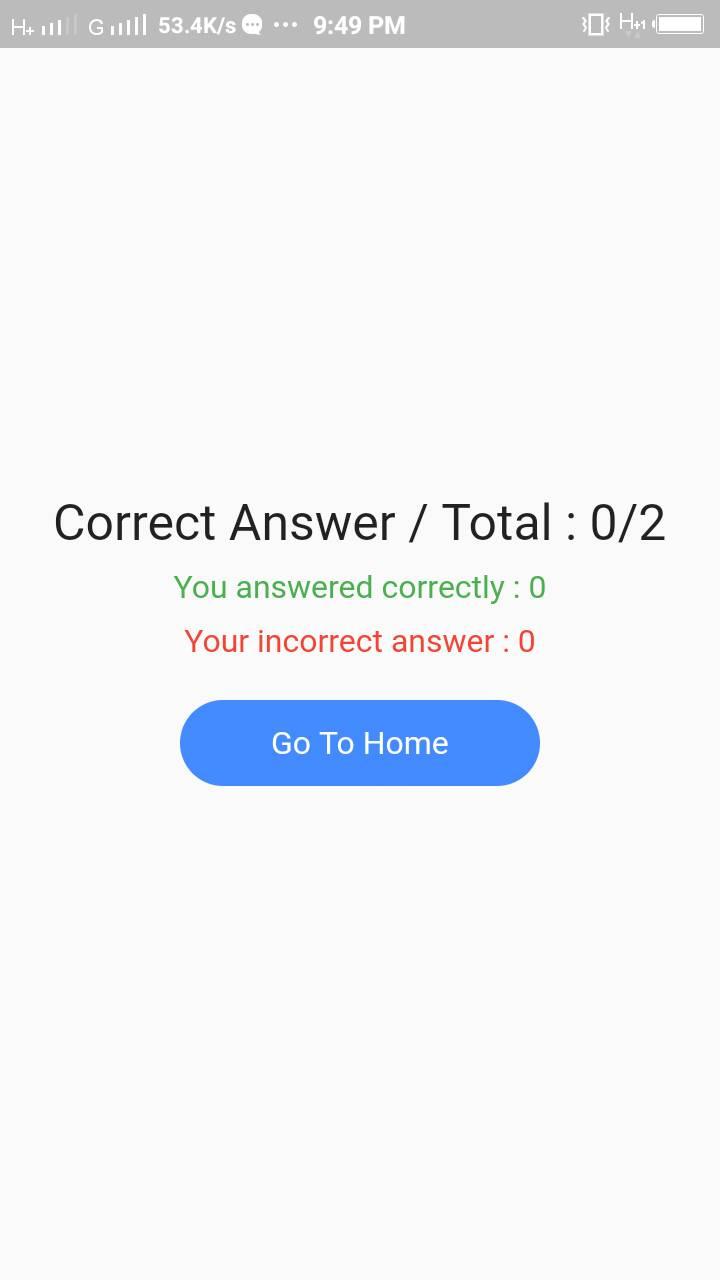 H+ G 53.4K/s 9:49 PM H+1
Correct Answer / Total : 0/2
You answered correctly : 0
Your incorrect answer : 0
Go To Home